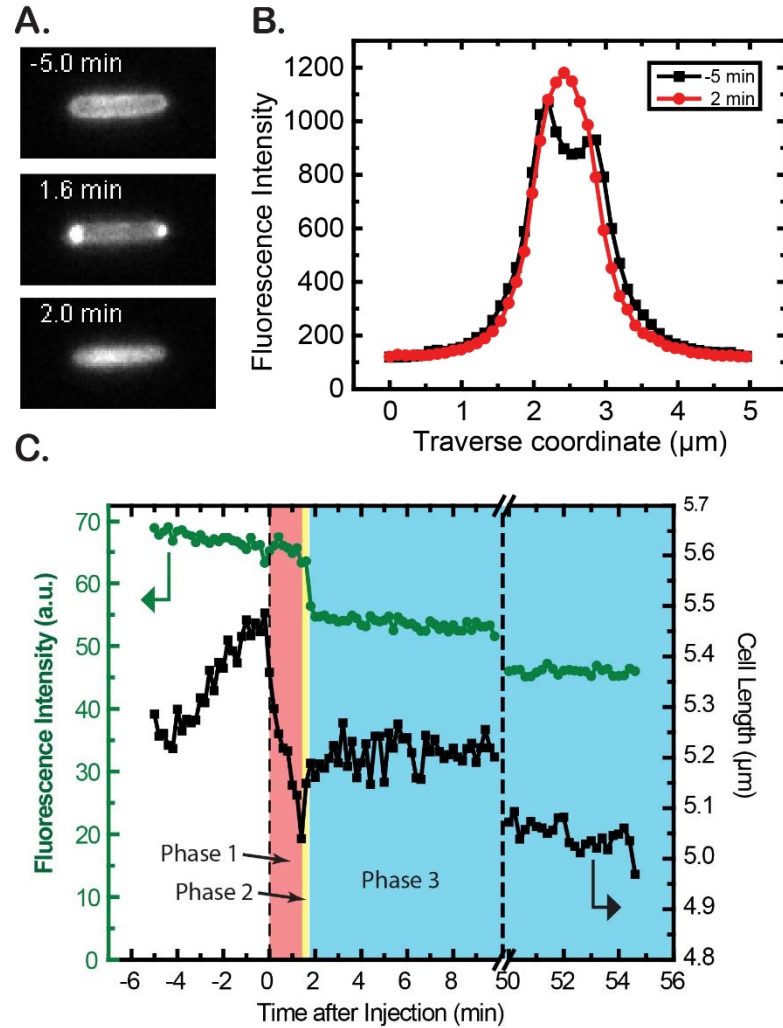 A.
-5.0 min
1.6 min
2.0 min
B.
Fluorescence Intensity
1200
1000
800
600
400
200
0
-5 min
2 min
0 1 2 3 4 5
Traverse coordinate (µm)
C.
Fluorescence Intensity (a.u.)
70
60
50
40
30
20
10
0
5.7
5.6
5.5
5.4
5.3
5.2
5.1
5.0
4.9
4.8
Cell Length
(µm)
Phase 1
Phase 2
Phase 3
-6 -4 -2 0 2 4 6 8 50 52 54 56
Time after Injection (min)